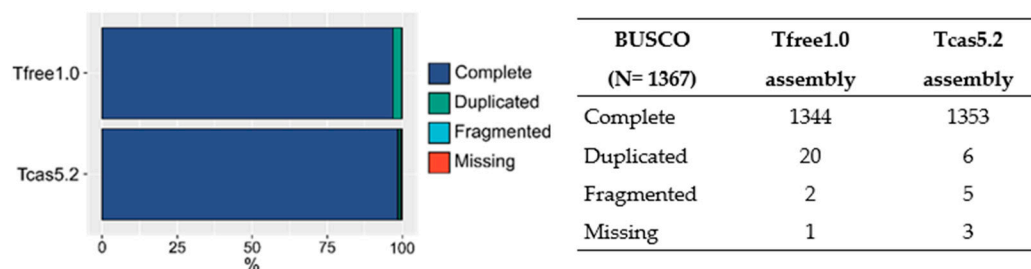 Tfree1.0
Tcas5.2
0 25 50 75 100
%
Complete
Duplicated
Fragmented
Missing
BUSCO Tfree1.0 Tcas5.2
(N= 1367) assembly assembly
Complete 1344 1353
Duplicated 20 6
Fragmented 2 5
Missing 1 3